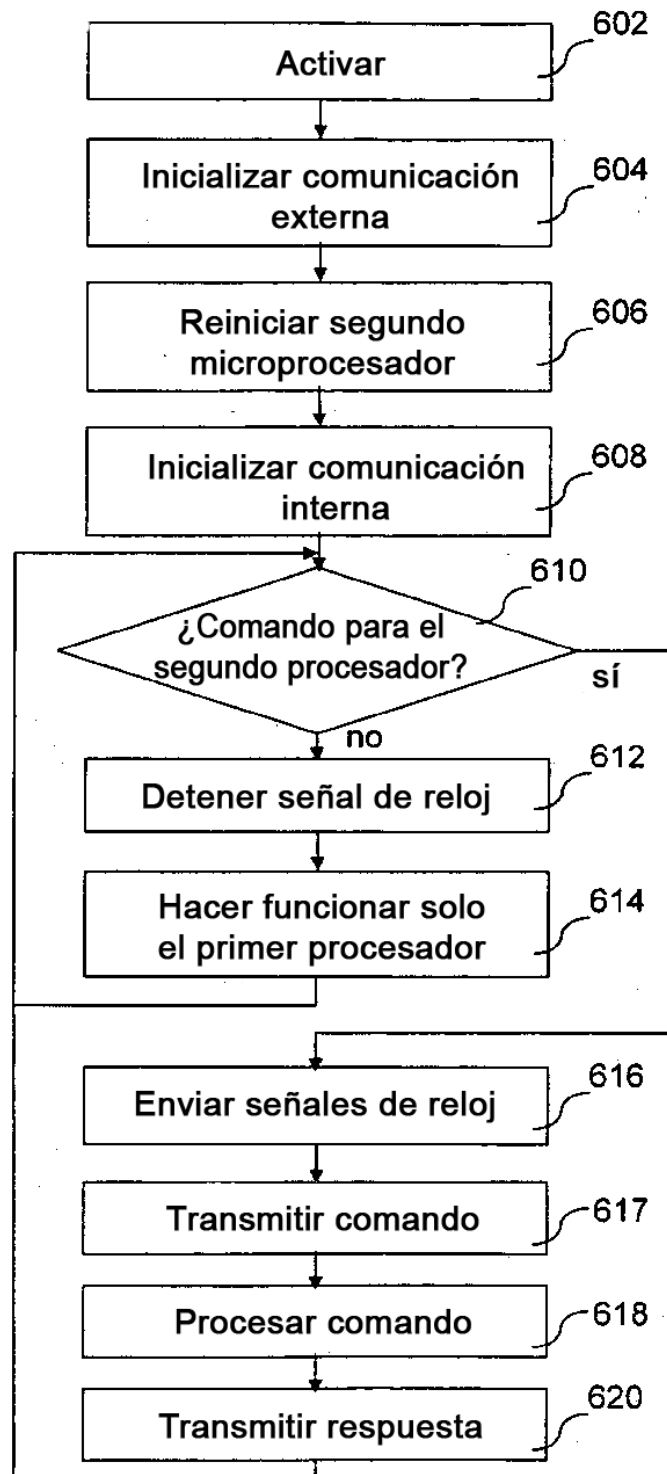 602
Activar
604
Inicializar comunicación
externa
606
Reiniciar segundo
microprocesador
608
Inicializar comunicación
interna
610
¿Comando para el
segundo procesador?
sí
no
612
Detener señal de reloj
614
Hacer funcionar solo
el primer procesador
616
Enviar señales de reloj
617
Transmitir comando
618
Procesar comando
620
Transmitir respuesta